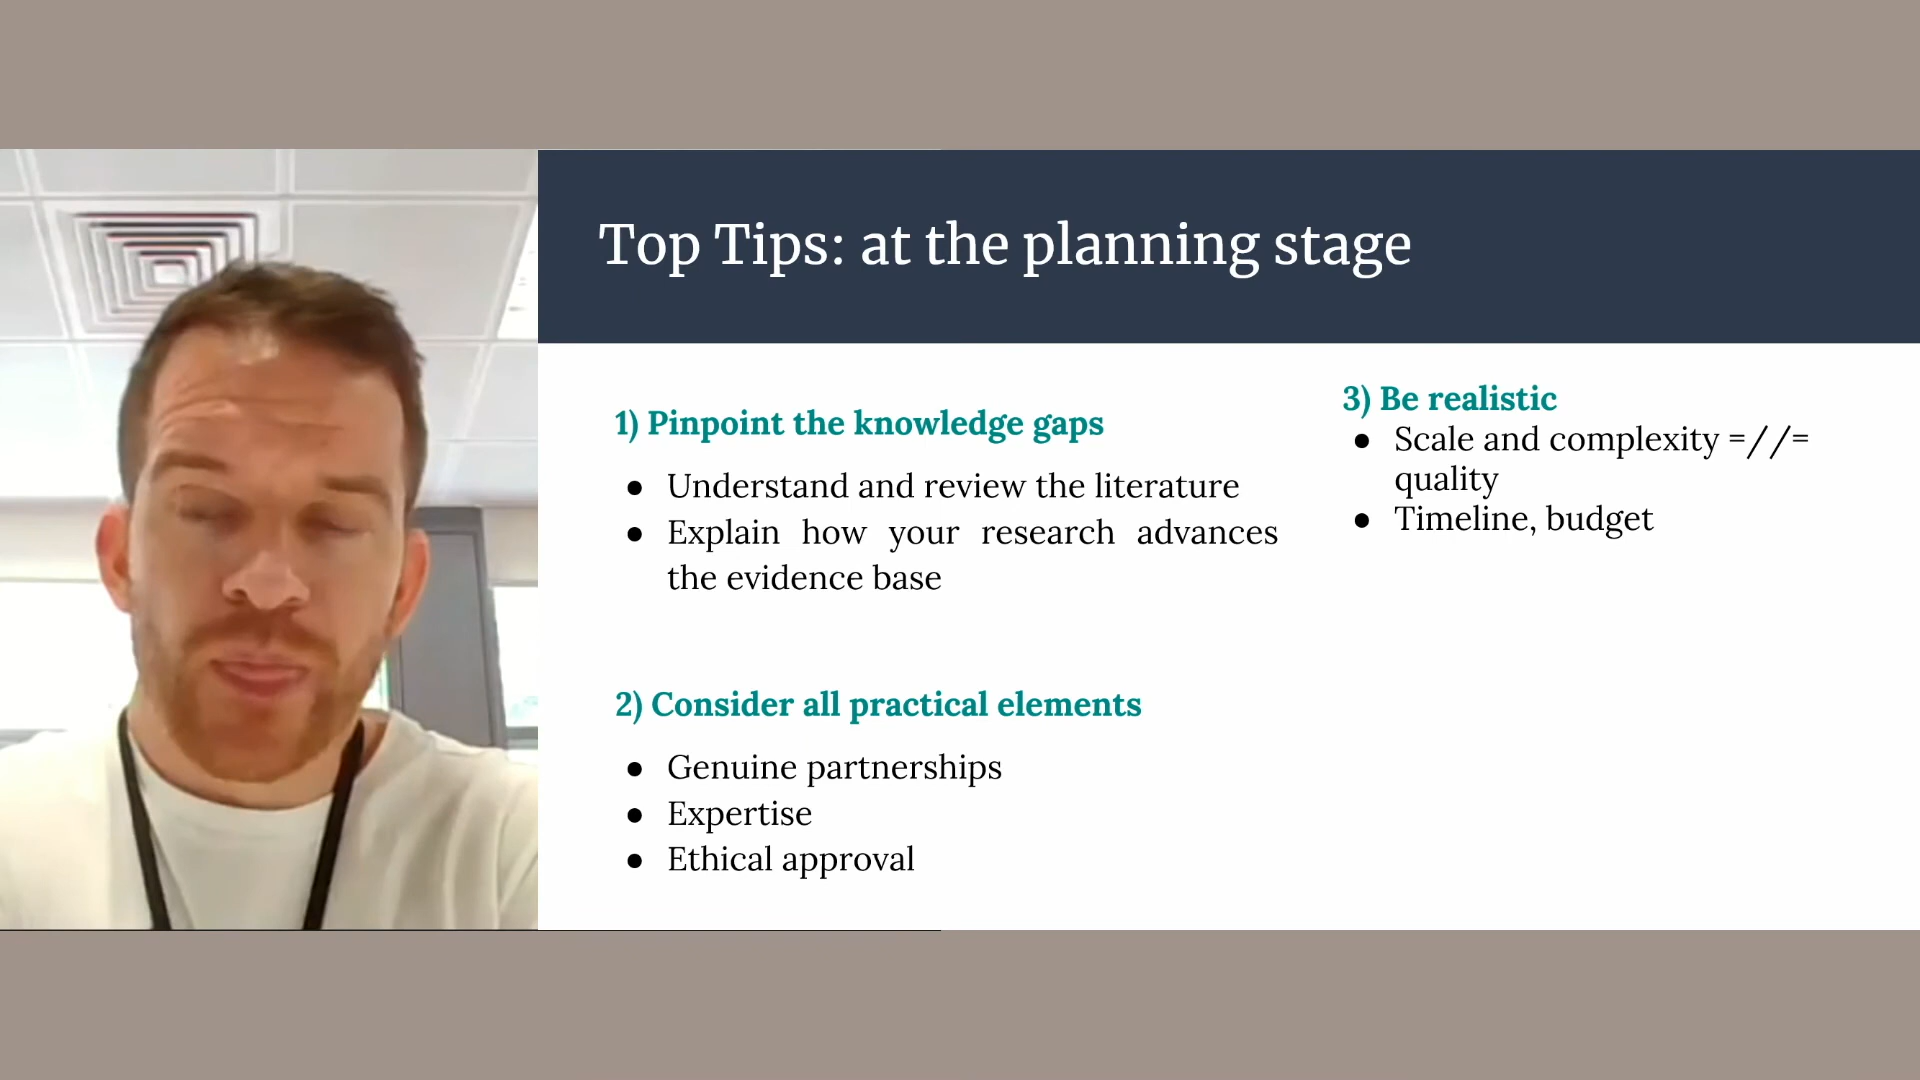 Top Tips: at the planning stage
1) Pinpoint the knowledge gaps
● Understand and review the literature
● Explain how your research advances
the evidence base
2) Consider all practical elements
● Genuine partnerships
● Expertise
● Ethical approval
3) Be realistic
● Scale and complexity =//=
quality
● Timeline, budget